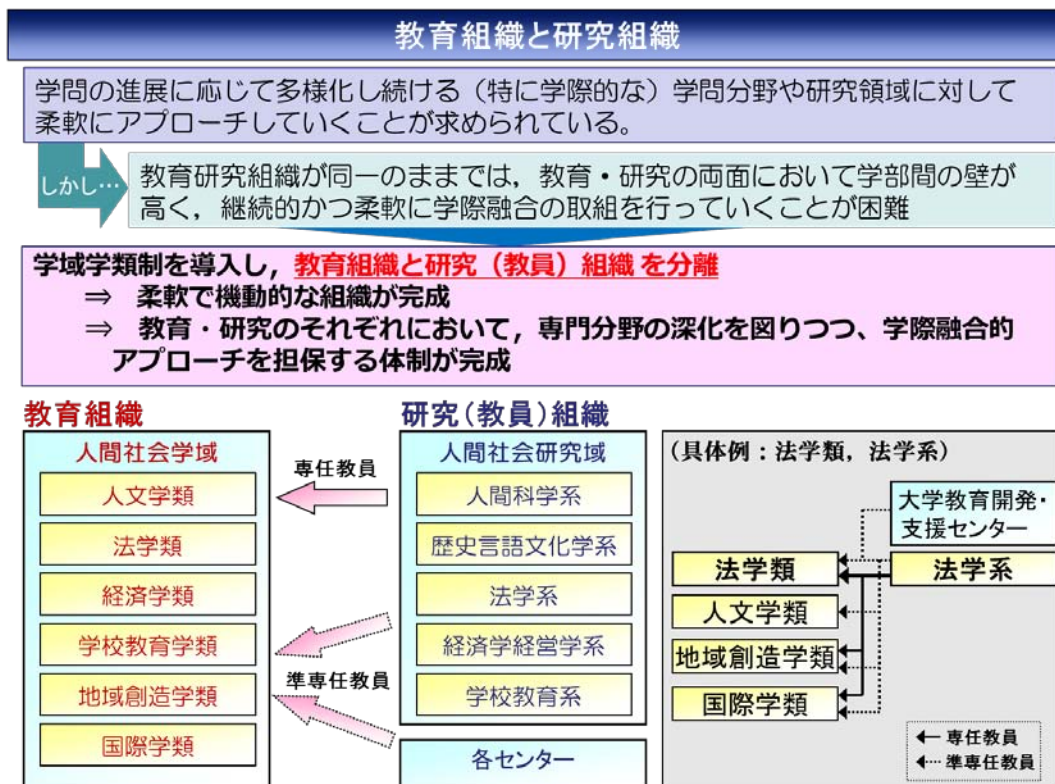 教育組織と研究組織
学問の進展に応じて多様化し続ける（特に学際的な）学問分野や研究領域に対して
柔軟にアプローチしていくことが求められている。
しかし…
教育研究組織が同一のままでは，教育・研究の両面において学部間の壁が
高く，継続的かつ柔軟に学際融合の取組を行っていくことが困難
学域学類制を導入し，教育組織と研究（教員）組織 を分離
⇒ 柔軟で機動的な組織が完成
⇒ 教育・研究のそれぞれにおいて，専門分野の深化を図りつつ、学際融合的
アプローチを担保する体制が完成
教育組織
人間社会学域
人文学類
法学類
経済学類
学校教育学類
地域創造学類
国際学類
専任教員
準専任教員
研究（教員）組織
人間社会研究域
人間科学系
歴史言語文化学系
法学系
経済学経営学系
学校教育系
各センター
（具体例：法学類，法学系）
大学教育開発・
支援センター
法学類
法学系
人文学類
地域創造学類
国際学類
専任教員
準専任教員